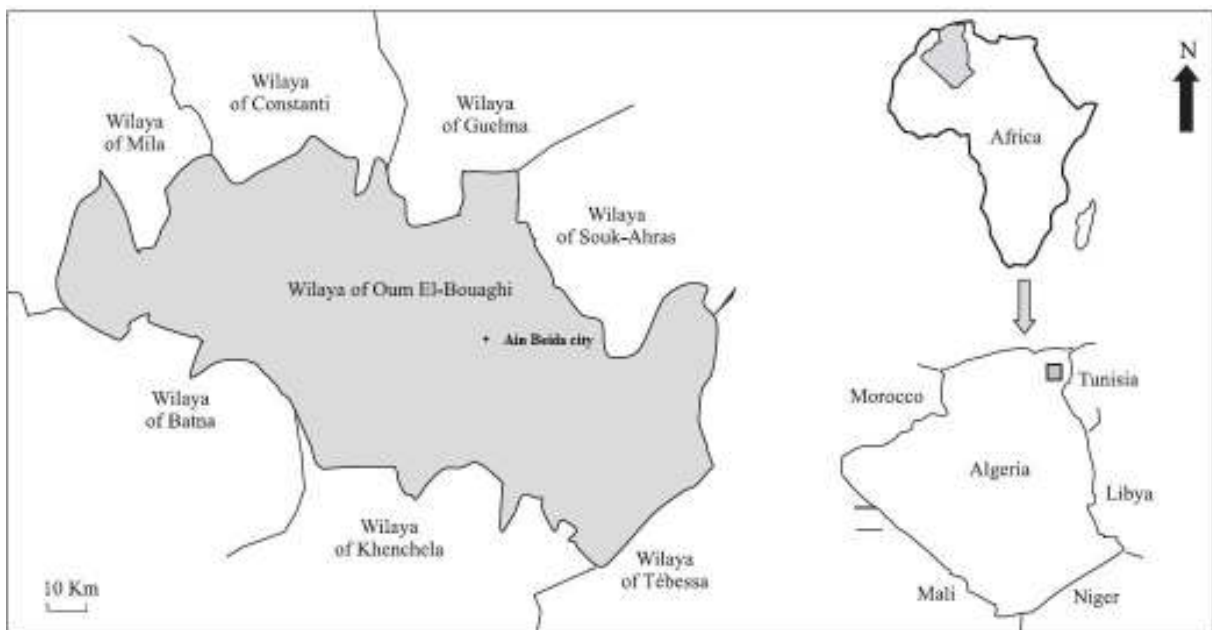 Wilaya
of Constanti
Wilaya
of Guelma
Wilaya
of Mila
Wilaya
of Souk-Ahras
Wilaya of Oum El-Bouaghi
Ain Beida city
Wilaya
of Batna
Wilaya
of Khenchela
Wilaya
of Tébessa
10 Km
N
Africa
Tunisia
Morocco
Algeria
Libya
Mali
Niger